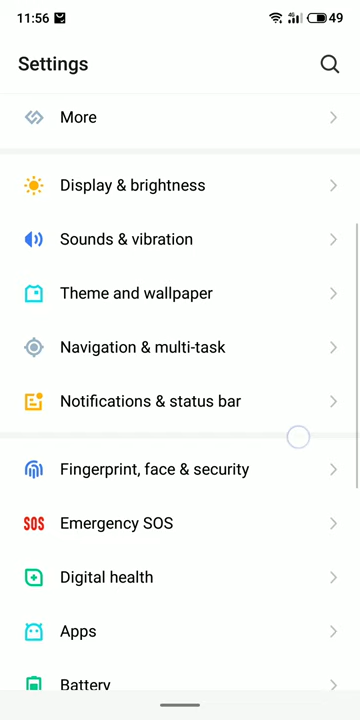 11:56
4G
49
Settings
More
Display & brightness
Sounds & vibration
Theme and wallpaper
Navigation & multi-task
Notifications & status bar
Fingerprint, face & security
SOS Emergency SOS
Digital health
Apps
Battery